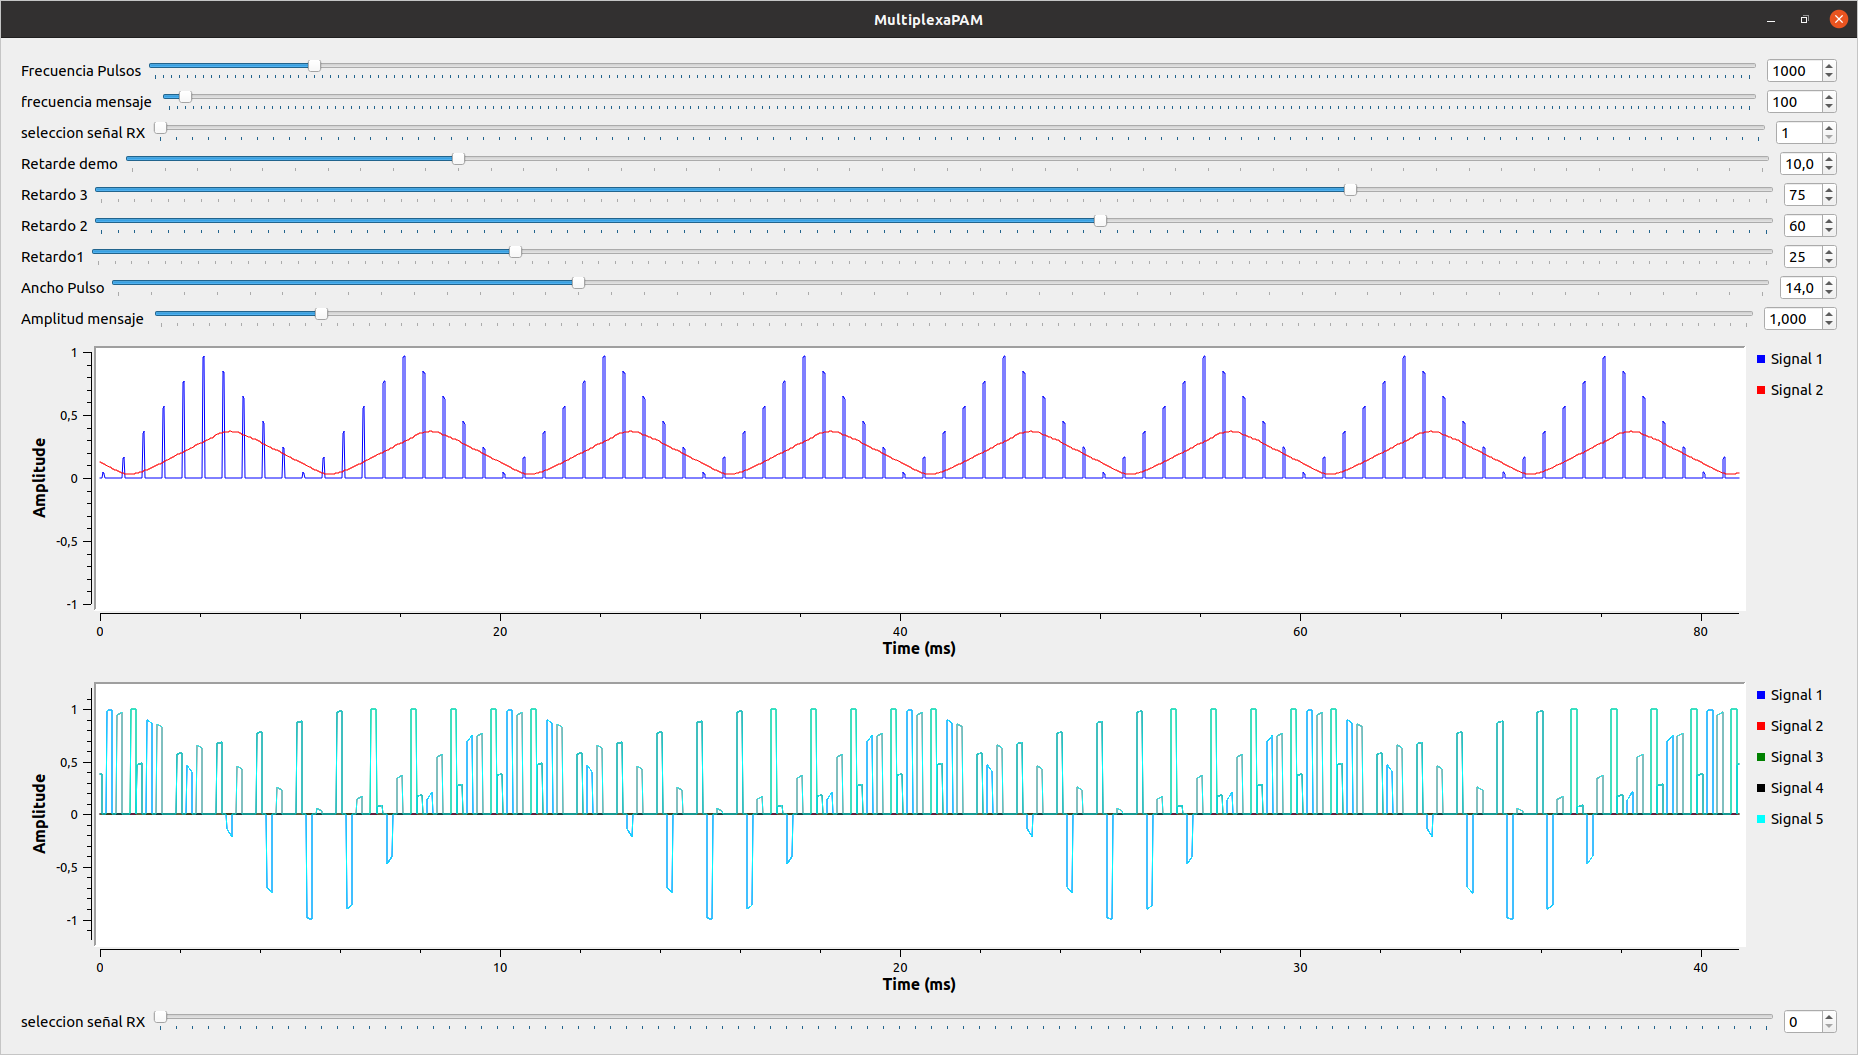 MultiplexaPAM
Frecuencia Pulsos 1000
frecuencia mensaje 100
seleccion señal RX 1
Retarde demo 10,0
Retardo 3 75
Retardo 2 60
Retardo1 25
Ancho Pulso 14,0
Amplitud mensaje 1,000
1
0,5
0
-0,5
-1
Amplitude
0 20 40 60 80
Time (ms)
Signal 1
Signal 2
1
0,5
0
-0,5
-1
Amplitude
0 10 20 30 40
Time (ms)
Signal 1
Signal 2
Signal 3
Signal 4
Signal 5
seleccion señal RX 0